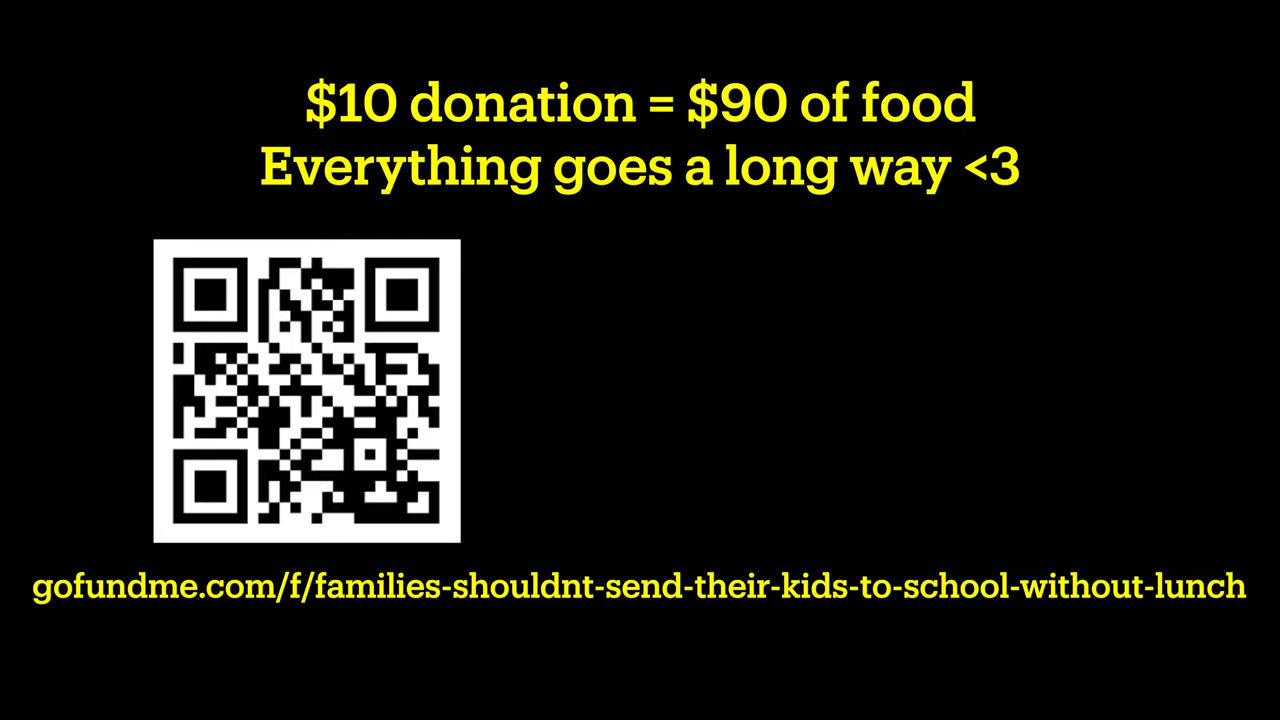 $10 donation = $90 of food
Everything goes a long way <3
gofundme.com/f/families-shouldnt-send-their-kids-to-school-without-lunch